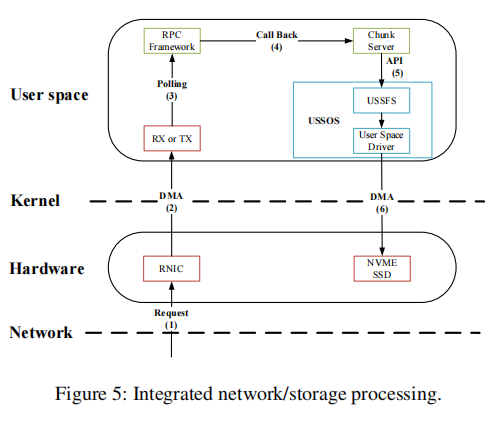 RPC
Framework
Call Back
(4)
Chunk
Server
API
(5)
Polling
(3)
User space
USSOS
USSFS
User Space
Driver
RX or TX
DMA
(2)
DMA
(6)
Kernel
Hardware
RNIC
NVME
SSD
Request
(1)
Network
Figure 5: Integrated network/storage processing.